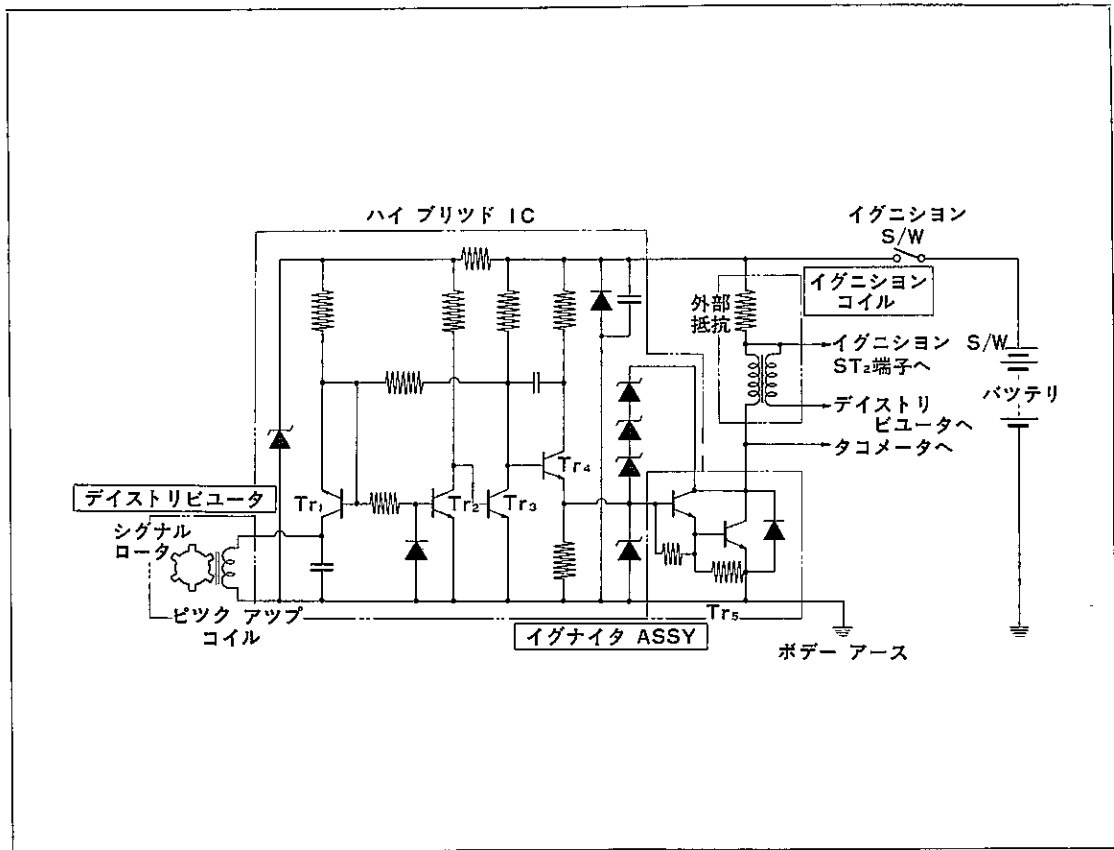 ハイ ブリツド IC
イグニシヨン
S/W
イグニシヨン
コイル
外部
抵抗
イグニシヨン S/W
ST₂端子へ
バツテリ
デイストリ
ビユータへ
タコメータへ
Tr₄
デイストリビユータ
Tr₁
Tr₂
Tr₃
シグナル
ロータ
ピツク アツプ
コイル
Tr₅
イグナイタ ASSY
ボデー アース